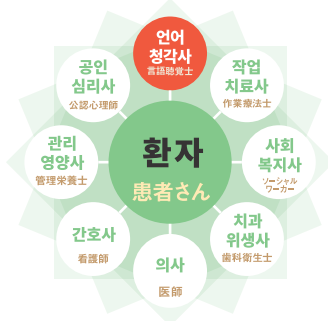 언어
청각사
言語聴覚士
공인
심리사
公認心理師
작업
치료사
作業療法士
관리
영양사
管理栄養士
환자
患者さん
사회
복지사
ソーシャル
ワーカー
간호사
看護師
치과
위생사
歯科衛生士
의사
医師